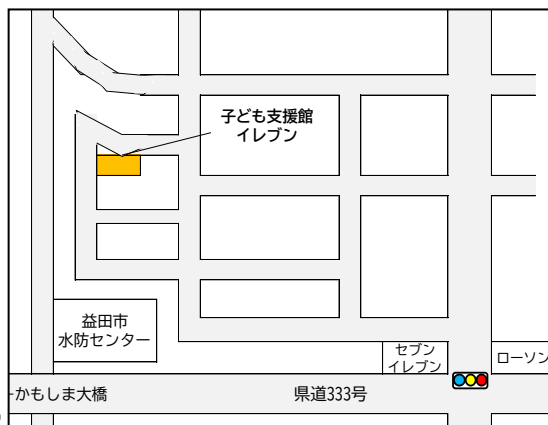 子ども支援館
イレブン
益田市
水防センター
セブン
イレブン
ローソン
かもしま大橋
県道333号